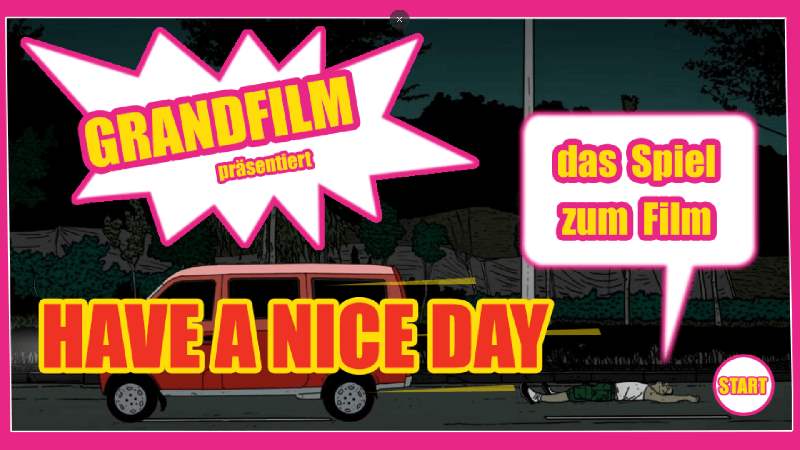 GRANDFILM
präsentiert
das Spiel
zum Film
HAVE A NICE DAY
START